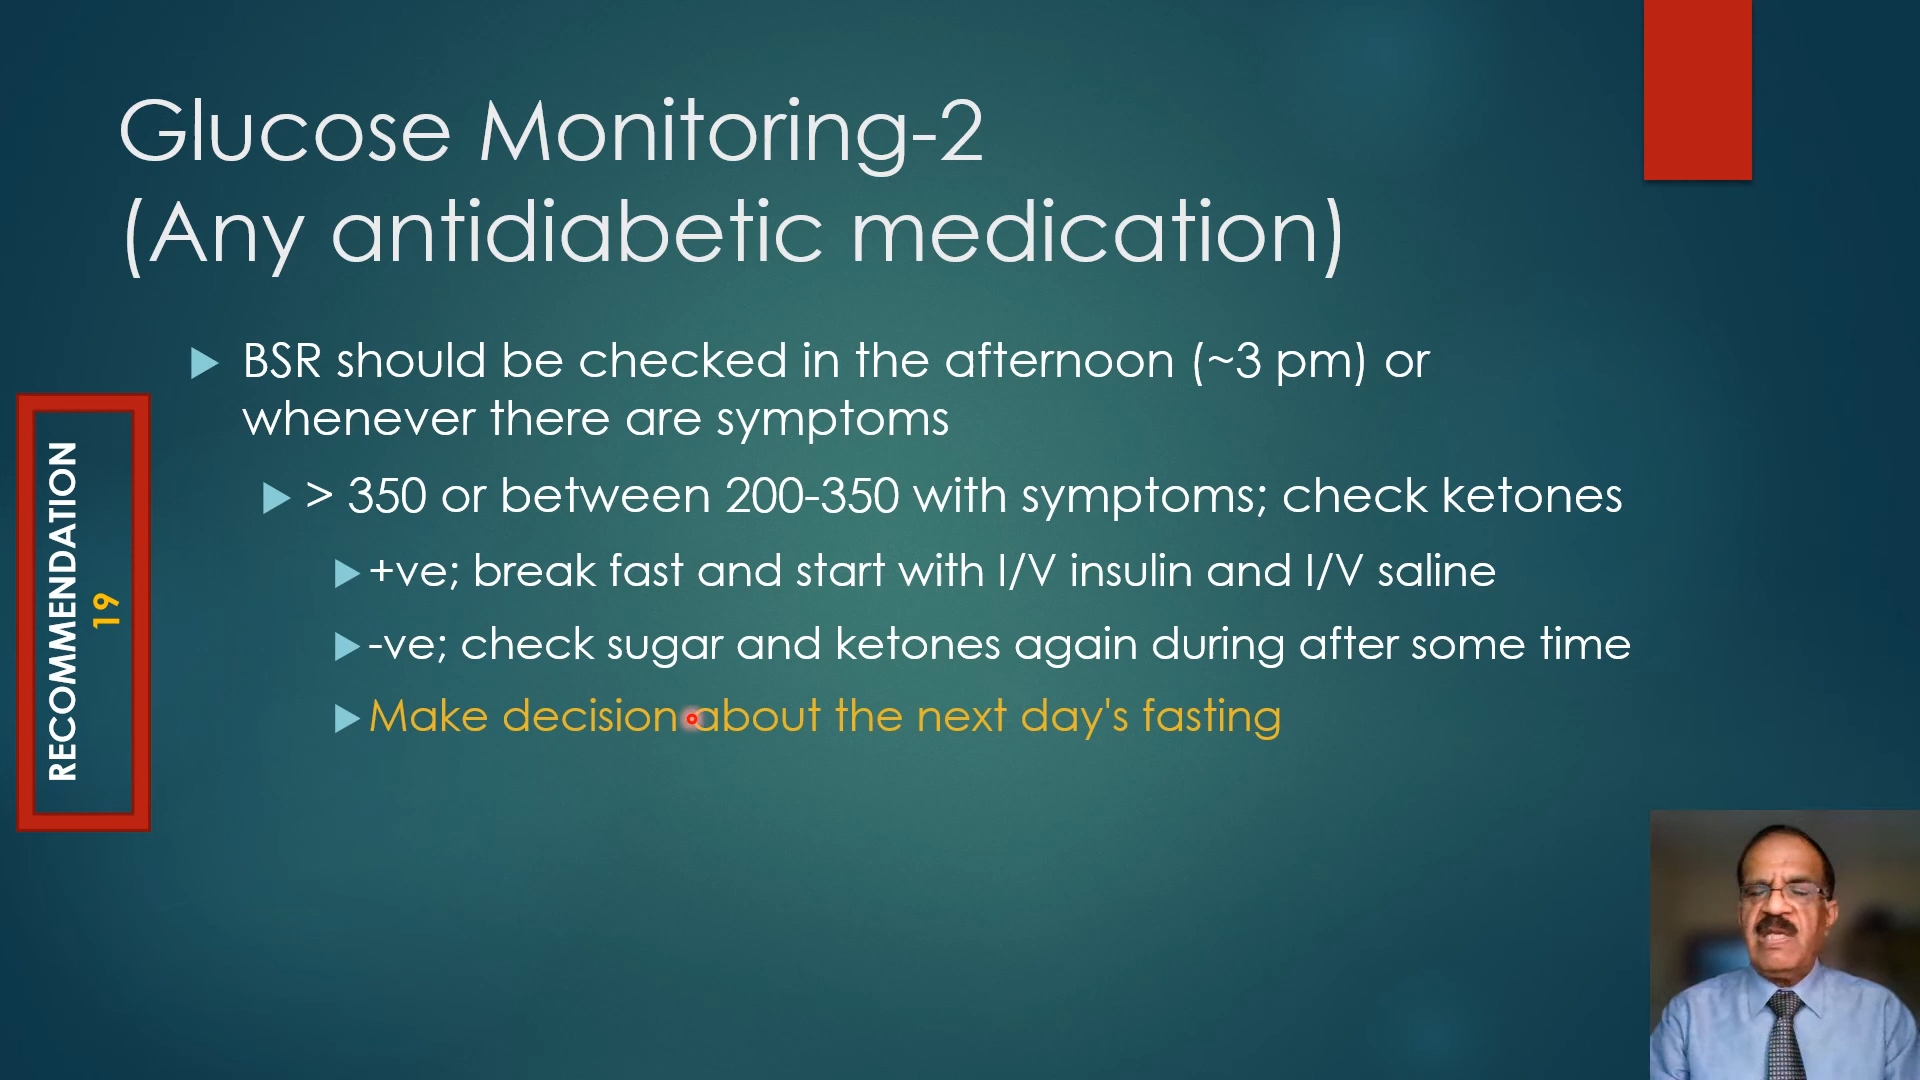 Glucose Monitoring-2
(Any antidiabetic medication)
BSR should be checked in the afternoon (~3 pm) or
whenever there are symptoms
> 350 or between 200-350 with symptoms; check ketones
+ve; break fast and start with I/V insulin and I/V saline
-ve; check sugar and ketones again during after some time
Make decision about the next day's fasting
RECOMMENDATION
19